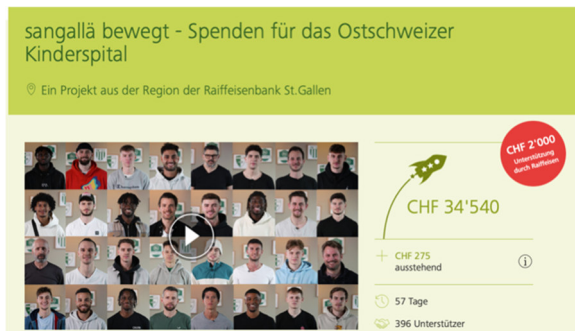 sangallä bewegt - Spenden für das Ostschweizer
Kinderspital
Ein Projekt aus der Region der Raiffeisenbank St.Gallen
CHF 2'000
Unterstützung
durch Raiffeisen
CHF 34'540
CHF 275
ausstehend
57 Tage
396 Unterstützer